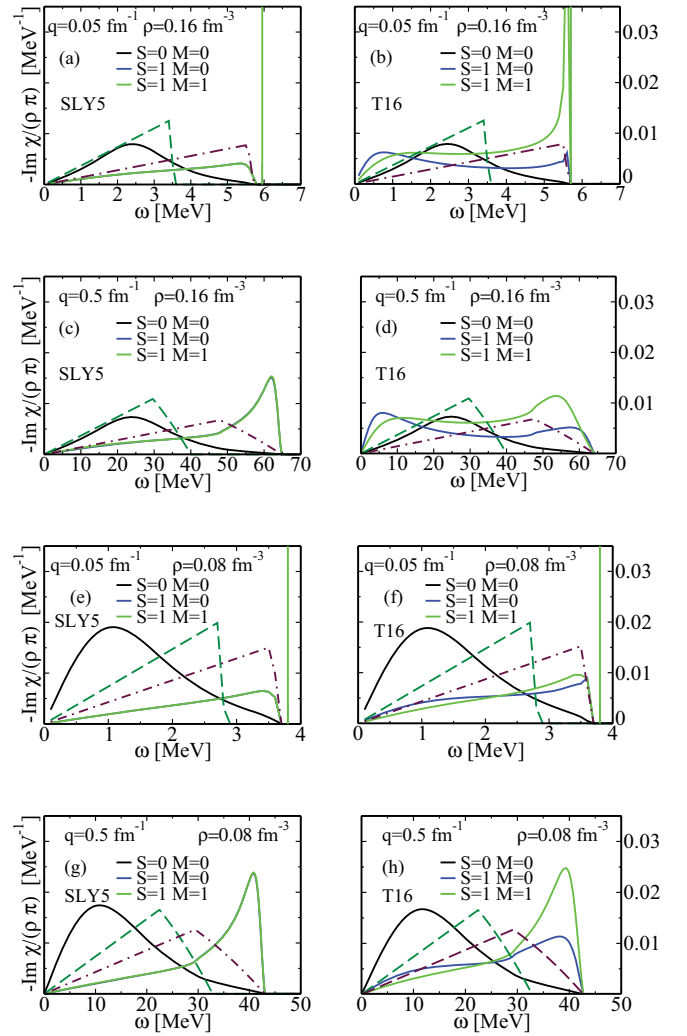 q=0.05 fm⁻¹ ρ=0.16 fm⁻³
(a)
S=0 M=0
S=1 M=0
S=1 M=1
SLY5
-Im χ/(ρ π) [MeV⁻¹]
0 1 2 3 4 5 6 7
ω [MeV]
q=0.05 fm⁻¹ ρ=0.16 fm⁻³
(b)
S=0 M=0
S=1 M=0
S=1 M=1
T16
0.03
0.02
0.01
0
0 1 2 3 4 5 6 7
ω [MeV]
q=0.5 fm⁻¹ ρ=0.16 fm⁻³
(c)
S=0 M=0
S=1 M=0
S=1 M=1
SLY5
-Im χ/(ρ π) [MeV⁻¹]
0 10 20 30 40 50 60 70
ω [MeV]
q=0.5 fm⁻¹ ρ=0.16 fm⁻³
(d)
S=0 M=0
S=1 M=0
S=1 M=1
T16
0.03
0.02
0.01
0 10 20 30 40 50 60 70
ω [MeV]
q=0.05 fm⁻¹ ρ=0.08 fm⁻³
(e)
S=0 M=0
S=1 M=0
S=1 M=1
SLY5
-Im χ/(ρ π) [MeV⁻¹]
0 1 2 3 4
ω [MeV]
q=0.05 fm⁻¹ ρ=0.08 fm⁻³
(f)
S=0 M=0
S=1 M=0
S=1 M=1
T16
0.03
0.02
0.01
0
0 1 2 3 4
ω [MeV]
q=0.5 fm⁻¹ ρ=0.08 fm⁻³
(g)
S=0 M=0
S=1 M=0
S=1 M=1
SLY5
-Im χ/(ρ π) [MeV⁻¹]
0 10 20 30 40 50
ω [MeV]
q=0.5 fm⁻¹ ρ=0.08 fm⁻³
(h)
S=0 M=0
S=1 M=0
S=1 M=1
T16
0.03
0.02
0.01
0 10 20 30 40 50
ω [MeV]